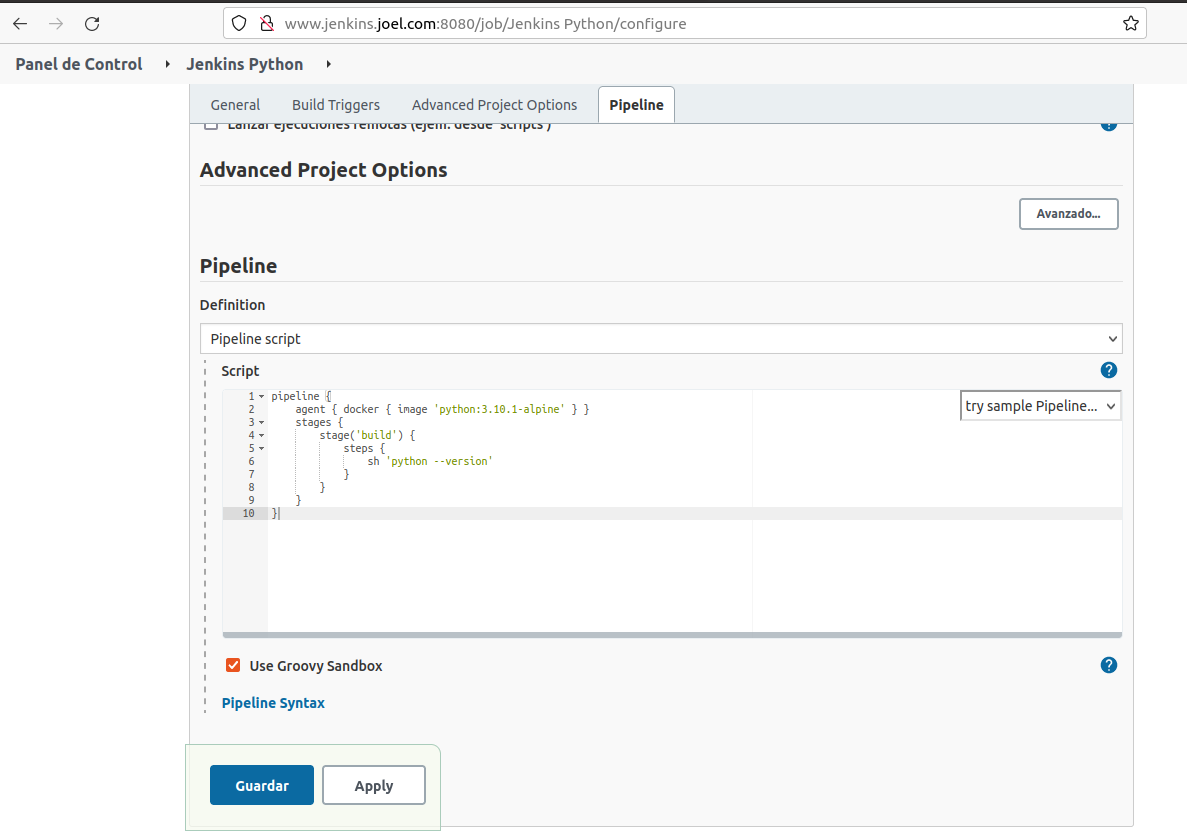 www.jenkins.joel.com:8080/job/Jenkins Python/configure
Panel de Control
Jenkins Python
General
Build Triggers
Advanced Project Options
Pipeline
Lanzar ejecuciones remotas (ejem: desde 'scripts')
Advanced Project Options
Avanzado...
Pipeline
Definition
Pipeline script
Script
?
try sample Pipeline...
1 pipeline {
2     agent { docker { image 'python:3.10.1-alpine' } }
3     stages {
4         stage('build') {
5             steps {
6                 sh 'python --version'
7             }
8         }
9     }
10 }
Use Groovy Sandbox
?
Pipeline Syntax
Guardar
Apply